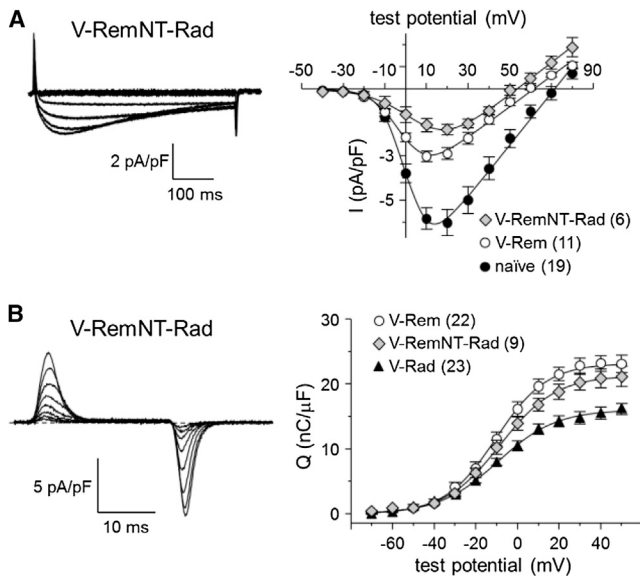 A
V-RemNT-Rad
2 pA/pF
100 ms
test potential (mV)
-50 -30 -10 10 30 50 90
-3
-5
I (pA/pF)
V-RemNT-Rad (6)
V-Rem (11)
naïve (19)
B
V-RemNT-Rad
5 pA/pF
10 ms
V-Rem (22)
V-RemNT-Rad (9)
V-Rad (23)
30
20
10
0
Q (nC/µF)
-60 -40 -20 0 20 40
test potential (mV)